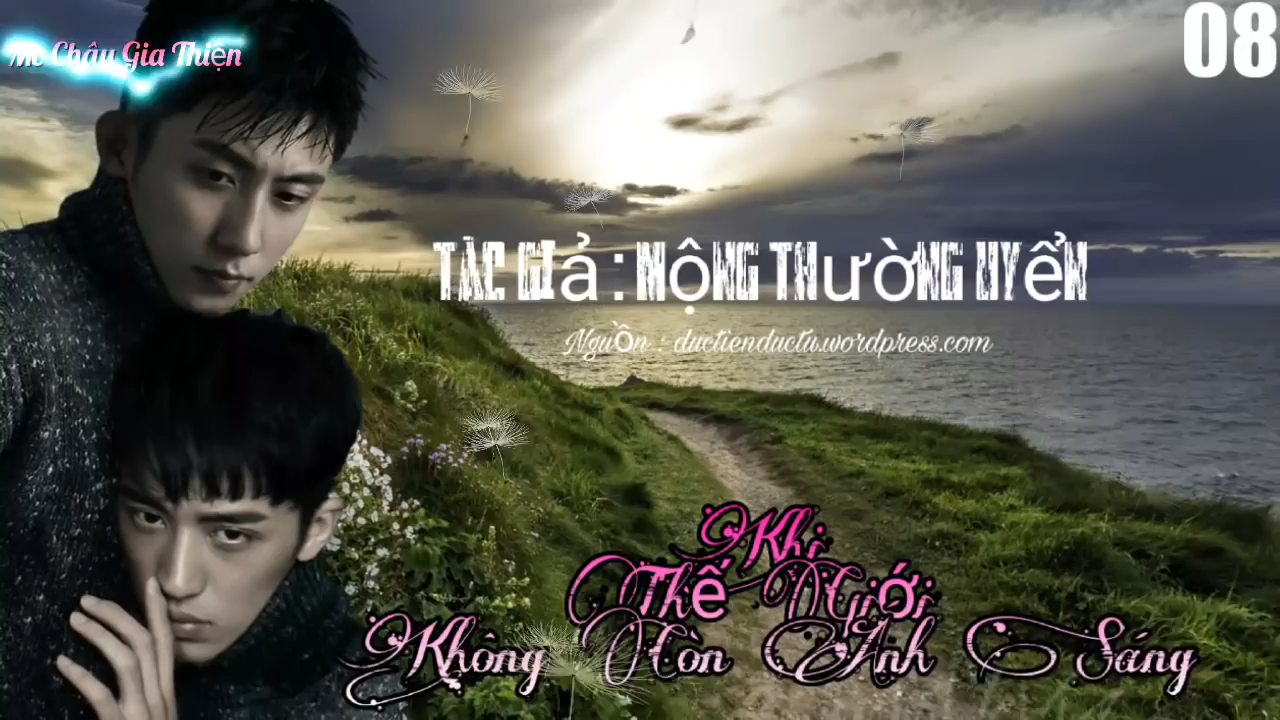 Mc Châu Gia Thiện
08
TÁC GIẢ : NỘNG THƯỜNG UYỂN
Nguồn : ductienductu.wordpress.com
Khi
Thế Giới
Không Còn Ánh Sáng